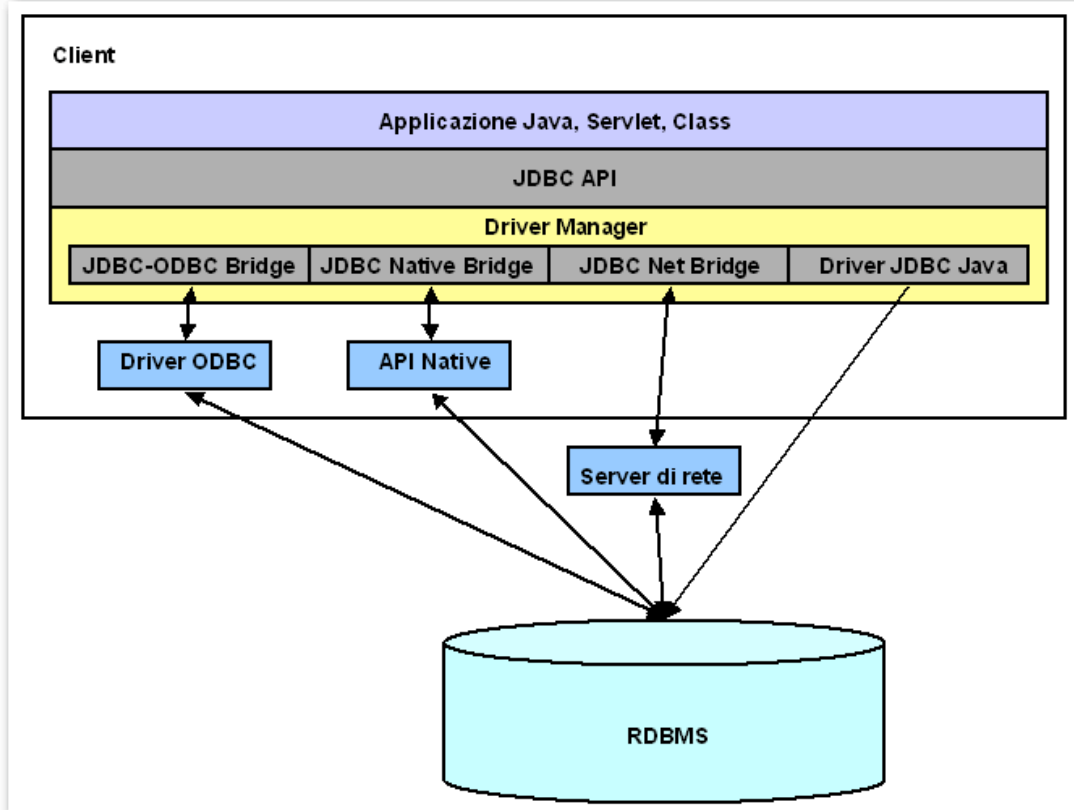 Client
Applicazione Java, Servlet, Class
JDBC API
Driver Manager
JDBC-ODBC Bridge
JDBC Native Bridge
JDBC Net Bridge
Driver JDBC Java
Driver ODBC
API Native
Server di rete
RDBMS